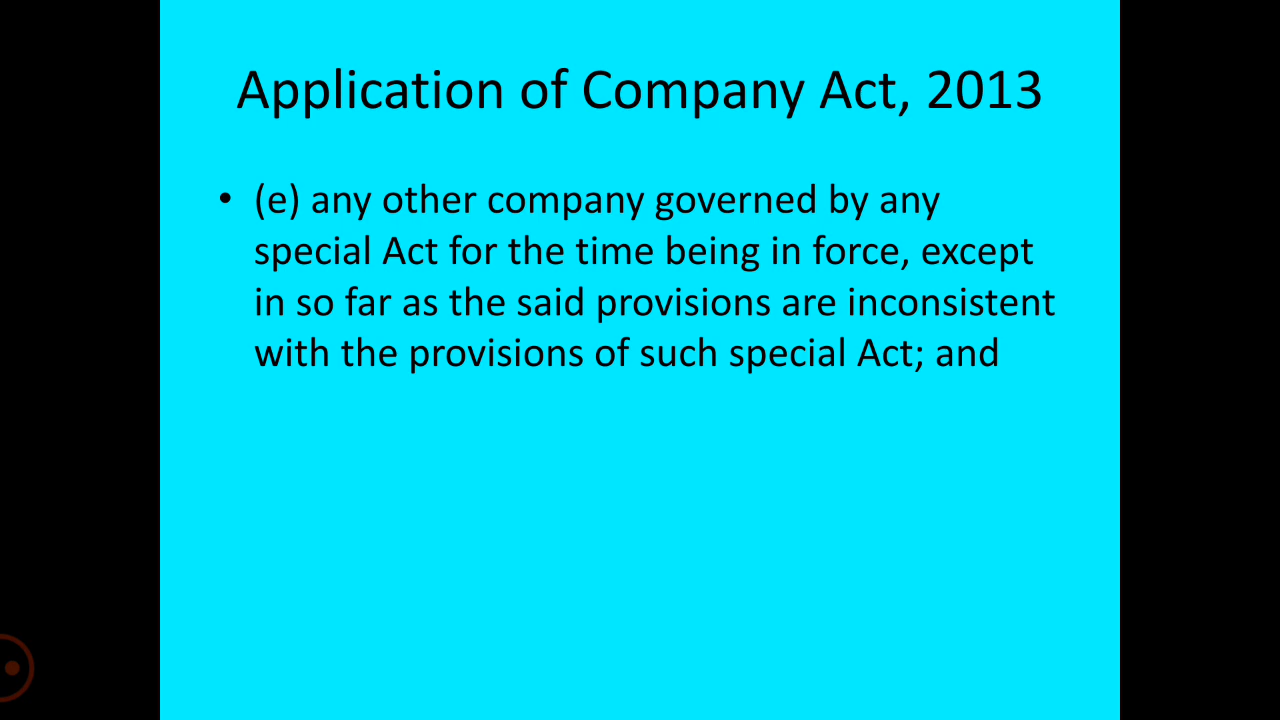 Application of Company Act, 2013
• (e) any other company governed by any
special Act for the time being in force, except
in so far as the said provisions are inconsistent
with the provisions of such special Act; and